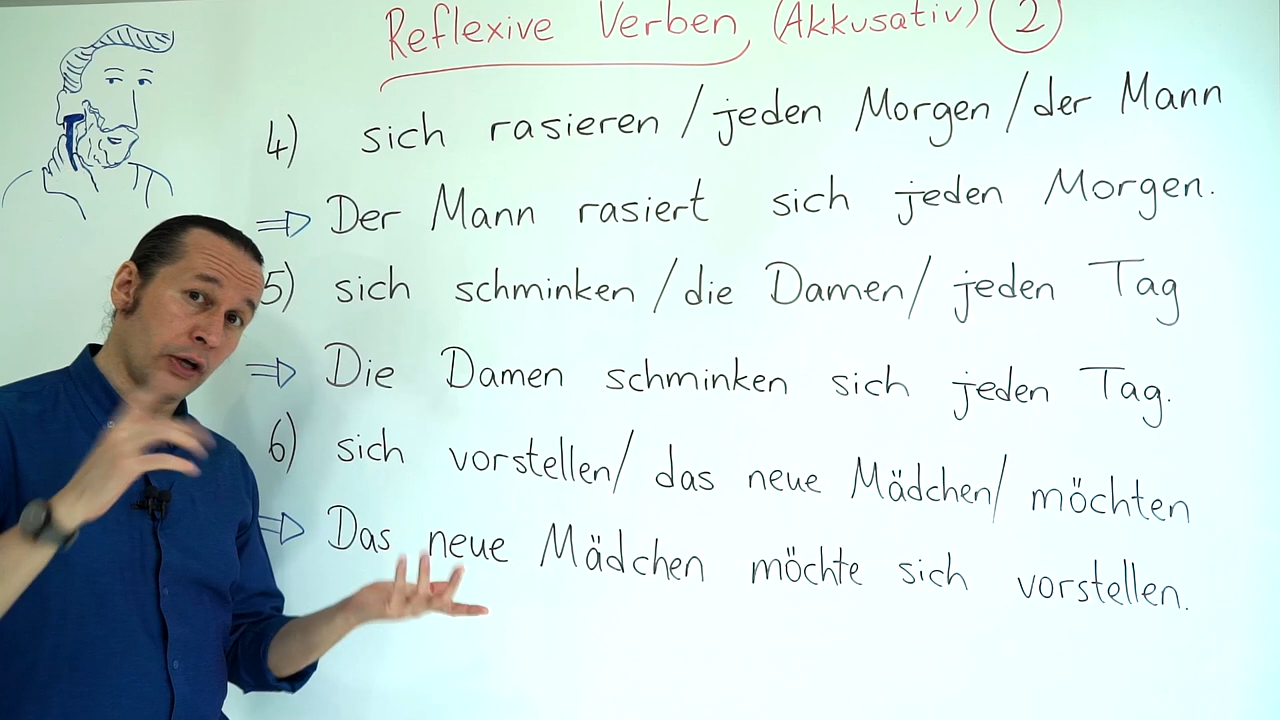 Reflexive Verben (Akkusativ) 2
4) sich rasieren / jeden Morgen / der Mann
⇒ Der Mann rasiert sich jeden Morgen.
5) sich schminken / die Damen / jeden Tag
⇒ Die Damen schminken sich jeden Tag.
6) sich vorstellen / das neue Mädchen / möchten
⇒ Das neue Mädchen möchte sich vorstellen.